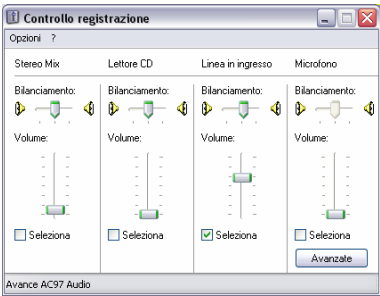 Controllo registrazione
Opzioni ?
Stereo Mix Lettore CD Linea in ingresso Microfono
Bilanciamento: Bilanciamento: Bilanciamento: Bilanciamento:
Volume: Volume: Volume: Volume:
Seleziona Seleziona Seleziona Seleziona
Avanzate
Avance AC97 Audio